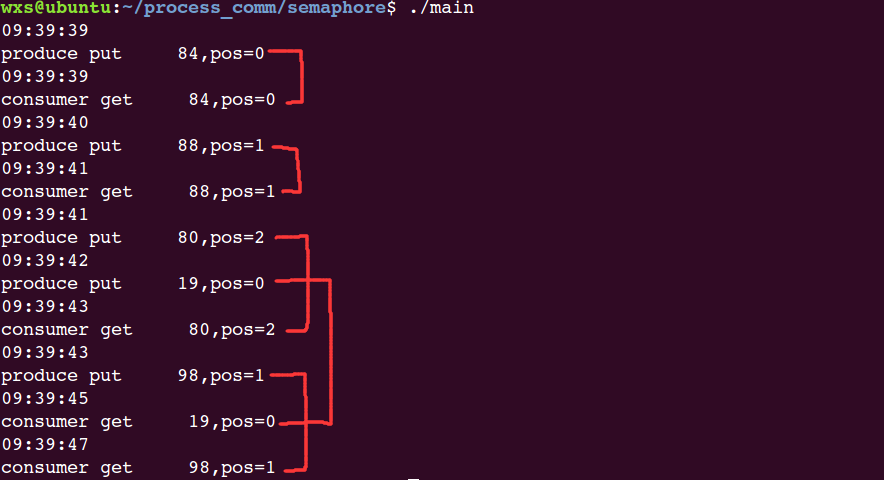 wxs@ubuntu:~/process_comm/semaphore$ ./main
09:39:39
produce put     84,pos=0
09:39:39
consumer get     84,pos=0
09:39:40
produce put     88,pos=1
09:39:41
consumer get     88,pos=1
09:39:41
produce put     80,pos=2
09:39:42
produce put     19,pos=0
09:39:43
consumer get     80,pos=2
09:39:43
produce put     98,pos=1
09:39:45
consumer get     19,pos=0
09:39:47
consumer get     98,pos=1